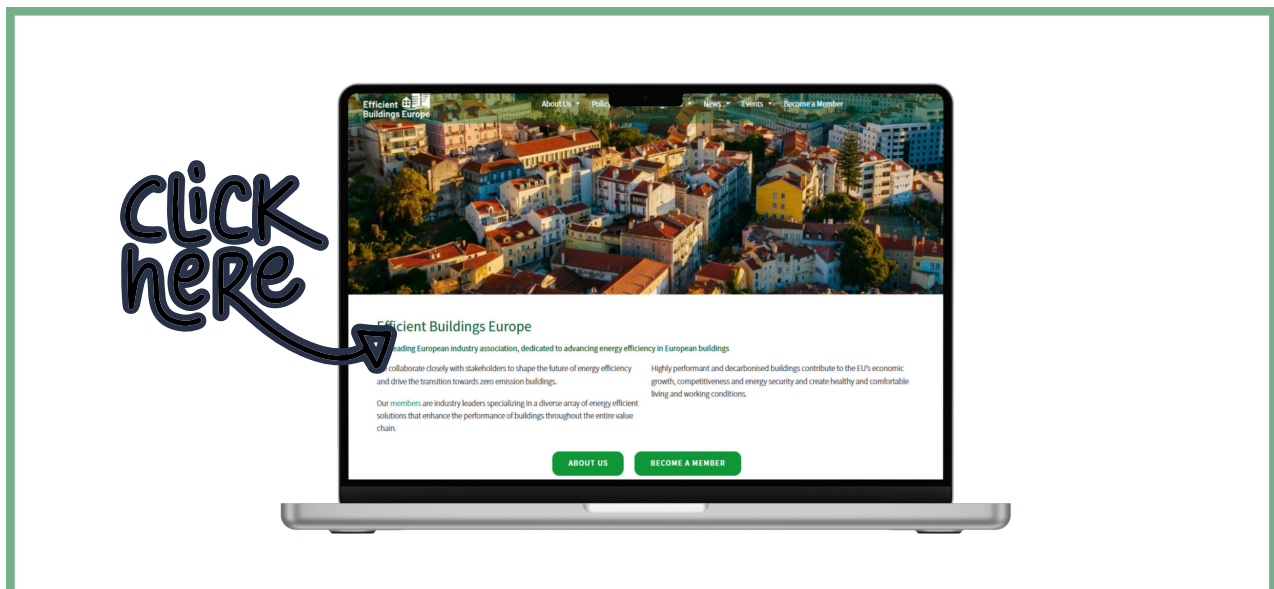 Efficient
Buildings Europe
About Us
News
Events
Become a Member
click
here
Efficient Buildings Europe
leading European industry association, dedicated to advancing energy efficiency in European buildings
collaborate closely with stakeholders to shape the future of energy efficiency
and drive the transition towards zero emission buildings.
Our members are industry leaders specializing in a diverse array of energy efficient
solutions that enhance the performance of buildings throughout the entire value
chain.
Highly performant and decarbonised buildings contribute to the EU's economic
growth, competitiveness and energy security and create healthy and comfortable
living and working conditions.
ABOUT US
BECOME A MEMBER